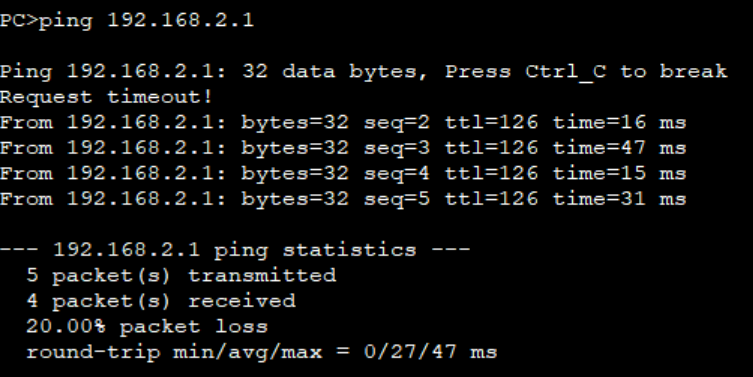 PC>ping 192.168.2.1
Ping 192.168.2.1: 32 data bytes, Press Ctrl_C to break
Request timeout!
From 192.168.2.1: bytes=32 seq=2 ttl=126 time=16 ms
From 192.168.2.1: bytes=32 seq=3 ttl=126 time=47 ms
From 192.168.2.1: bytes=32 seq=4 ttl=126 time=15 ms
From 192.168.2.1: bytes=32 seq=5 ttl=126 time=31 ms
--- 192.168.2.1 ping statistics ---
5 packet(s) transmitted
4 packet(s) received
20.00% packet loss
round-trip min/avg/max = 0/27/47 ms